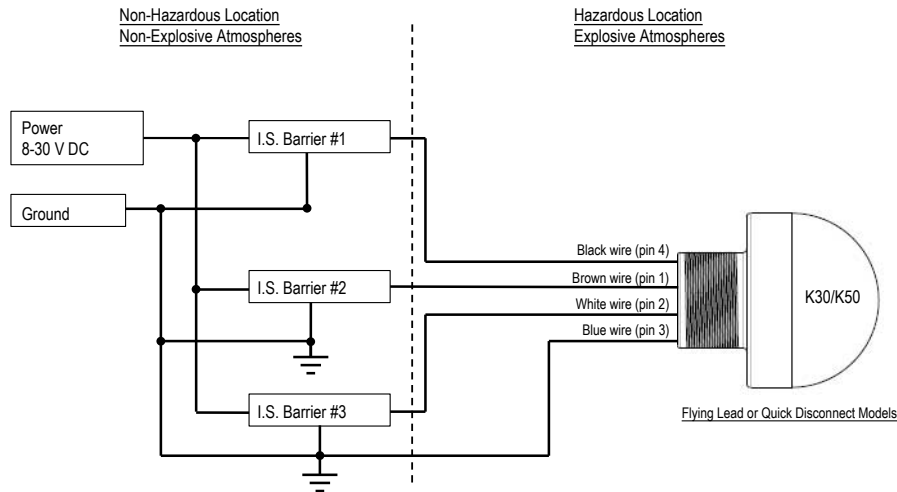 Non-Hazardous Location
Non-Explosive Atmospheres
Hazardous Location
Explosive Atmospheres
Power
8-30 V DC
I.S. Barrier #1
Ground
Black wire (pin 4)
Brown wire (pin 1)
I.S. Barrier #2
White wire (pin 2)
Blue wire (pin 3)
K30/K50
I.S. Barrier #3
Flying Lead or Quick Disconnect Models